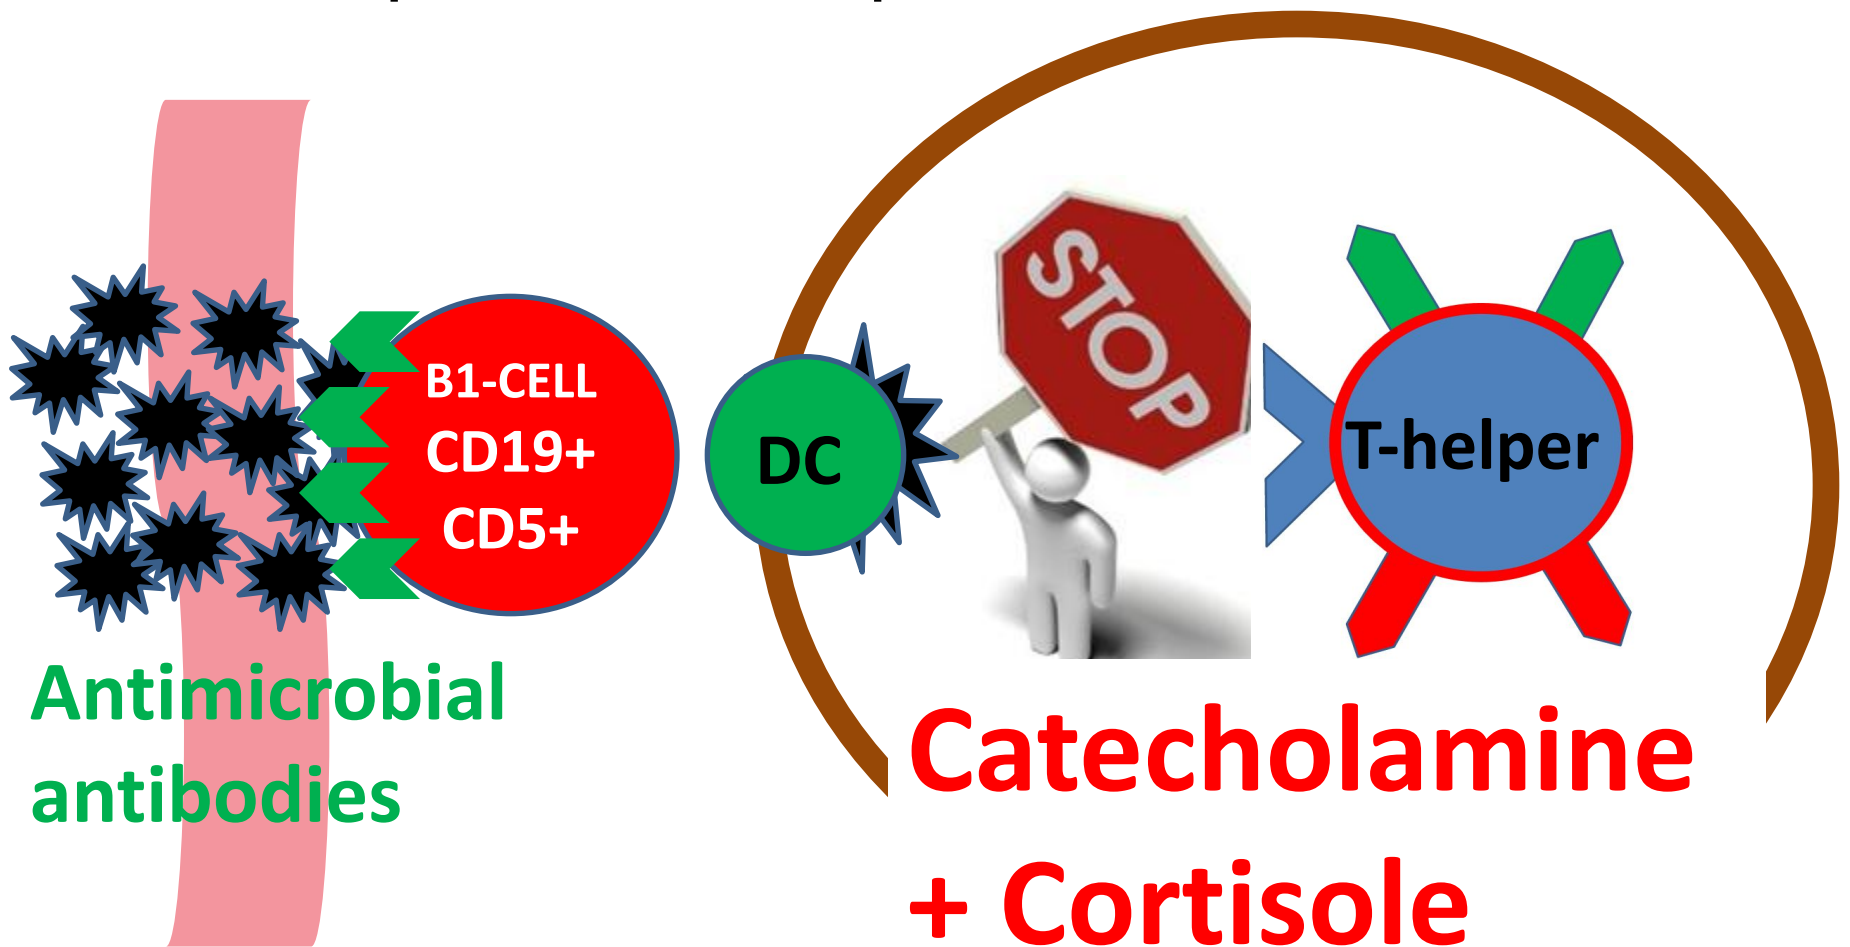 B1-CELL
CD19+
CD5+
DC
STOP
T-helper
Antimicrobial
antibodies
Catecholamine
+ Cortisole